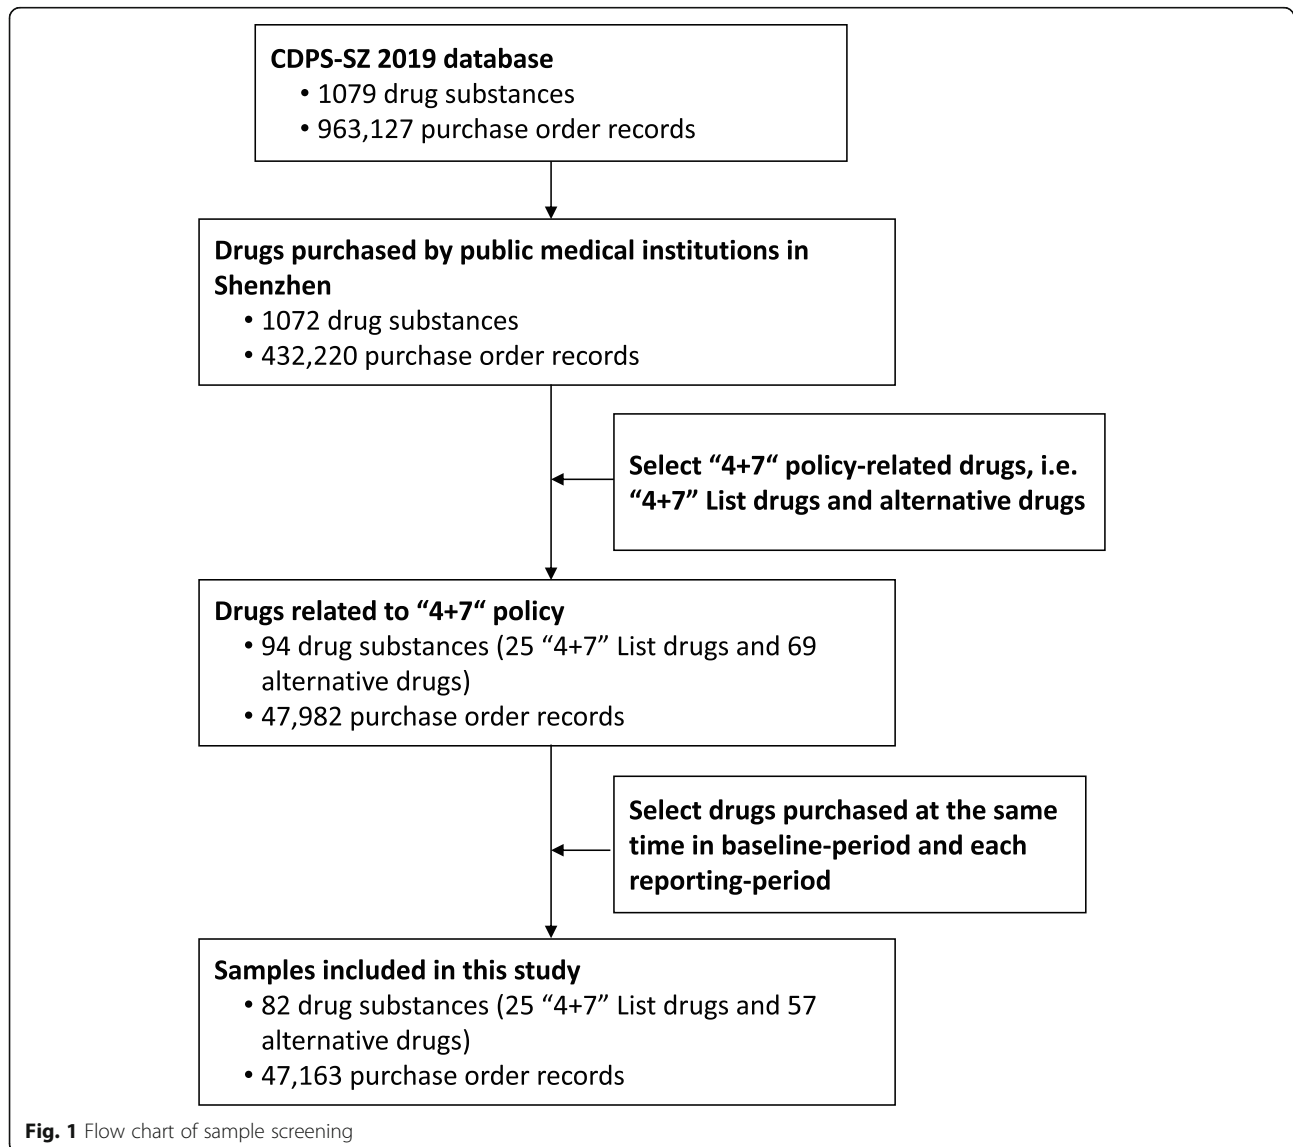 CDPS-SZ 2019 database
• 1079 drug substances
• 963,127 purchase order records
Drugs purchased by public medical institutions in
Shenzhen
• 1072 drug substances
• 432,220 purchase order records
Select “4+7“ policy-related drugs, i.e.
“4+7” List drugs and alternative drugs
Drugs related to “4+7“ policy
• 94 drug substances (25 “4+7” List drugs and 69
alternative drugs)
• 47,982 purchase order records
Select drugs purchased at the same
time in baseline-period and each
reporting-period
Samples included in this study
• 82 drug substances (25 “4+7” List drugs and 57
alternative drugs)
• 47,163 purchase order records
Fig. 1 Flow chart of sample screening